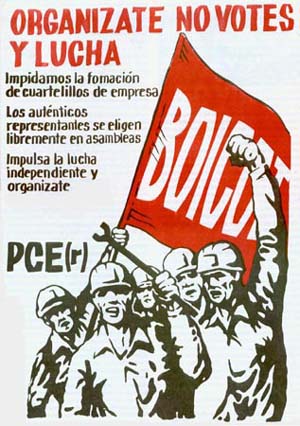 ORGANIZATE NO VOTES
Y LUCHA
Impidamos la fomación
de cuartelillos de empresa
Los auténticos
representantes se eligen
libremente en asambleas
Impulsa la lucha
independiente y
organizate
BOICOT
PCE(r)